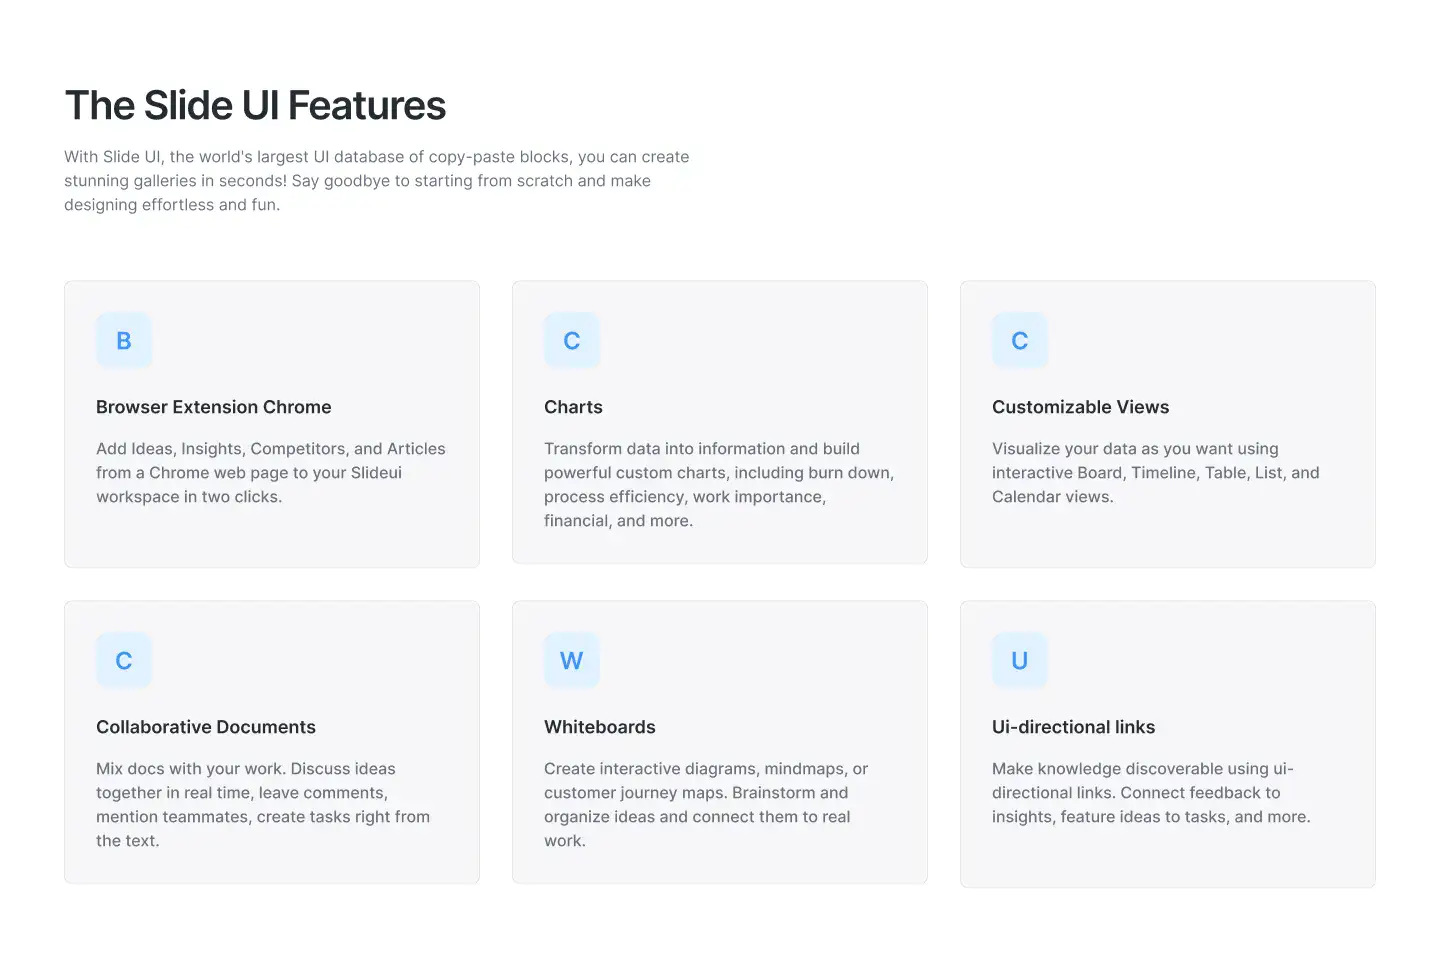 The Slide UI Features
With Slide UI, the world's largest UI database of copy-paste blocks, you can create
stunning galleries in seconds! Say goodbye to starting from scratch and make
designing effortless and fun.
B
Browser Extension Chrome
Add Ideas, Insights, Competitors, and Articles
from a Chrome web page to your Slideui
workspace in two clicks.
C
Charts
Transform data into information and build
powerful custom charts, including burn down,
process efficiency, work importance,
financial, and more.
C
Customizable Views
Visualize your data as you want using
interactive Board, Timeline, Table, List, and
Calendar views.
C
Collaborative Documents
Mix docs with your work. Discuss ideas
together in real time, leave comments,
mention teammates, create tasks right from
the text.
W
Whiteboards
Create interactive diagrams, mindmaps, or
customer journey maps. Brainstorm and
organize ideas and connect them to real
work.
U
Ui-directional links
Make knowledge discoverable using ui-
directional links. Connect feedback to
insights, feature ideas to tasks, and more.